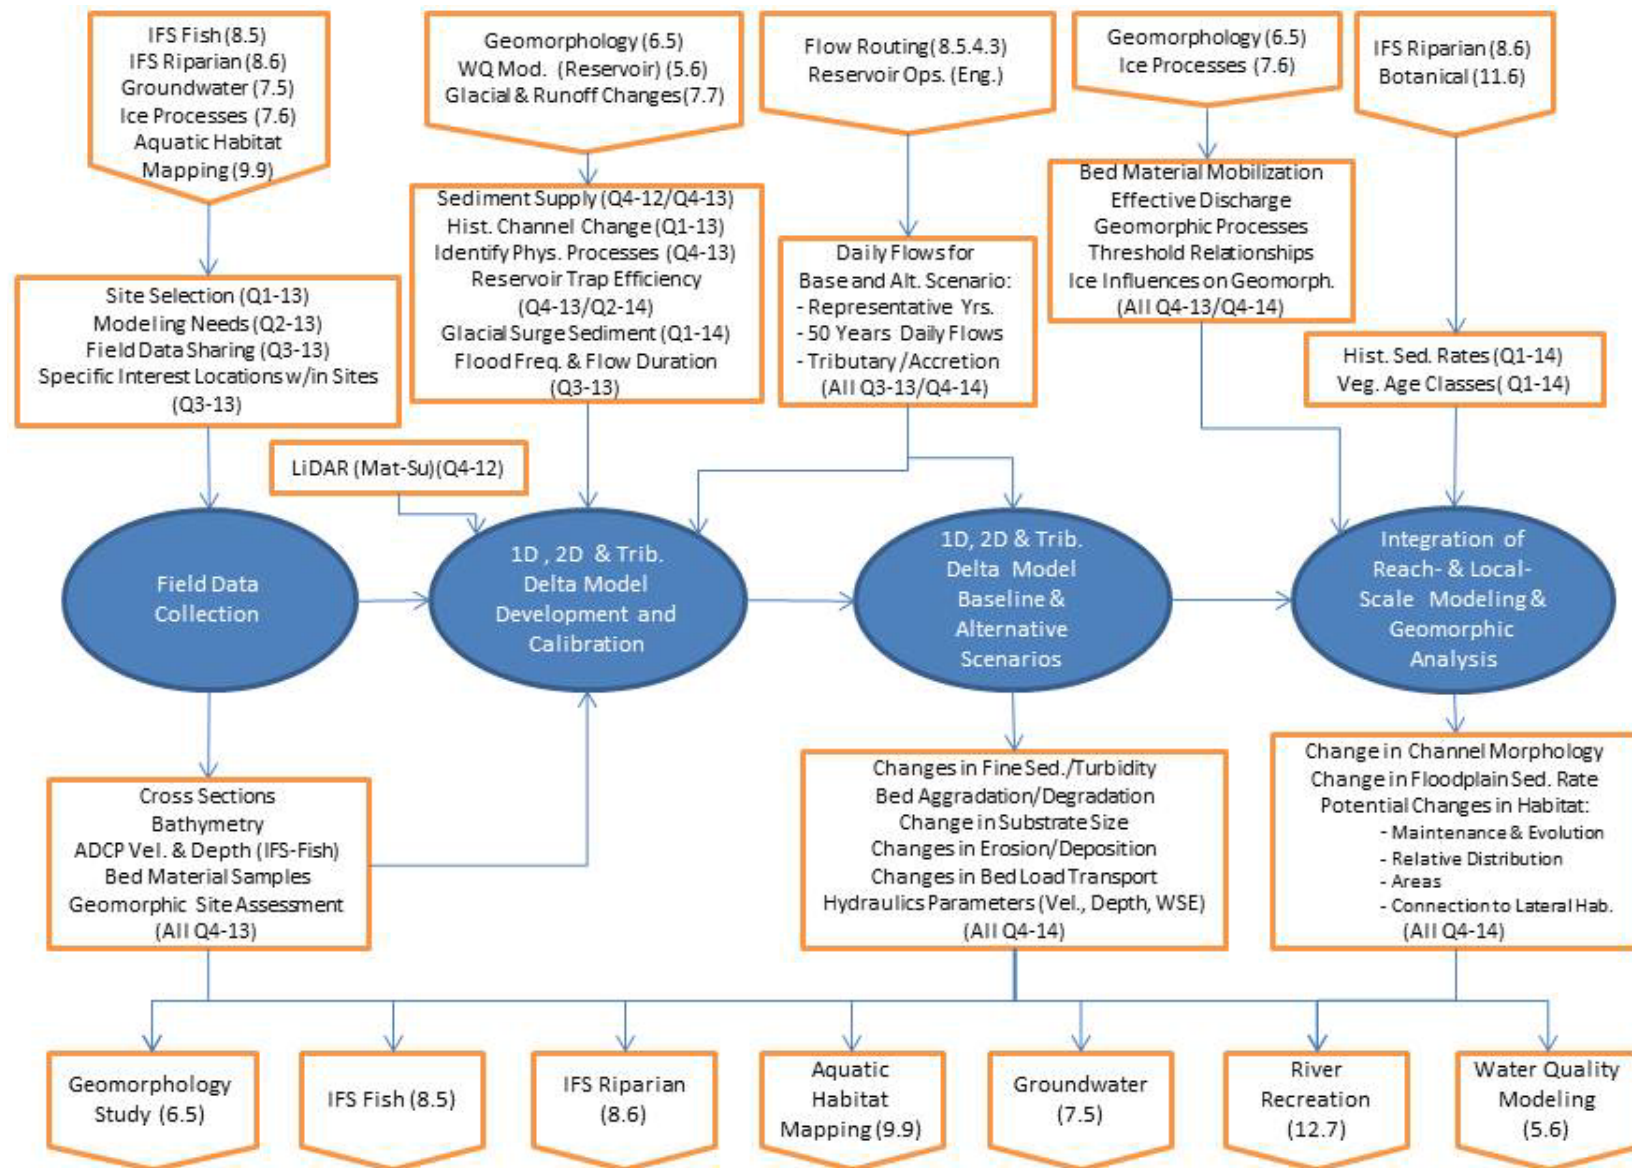 IFS Fish (8.5)
IFS Riparian (8.6)
Groundwater (7.5)
Ice Processes (7.6)
Aquatic Habitat
Mapping (9.9)
Geomorphology (6.5)
WQ Mod. (Reservoir) (5.6)
Glacial & Runoff Changes (7.7)
Flow Routing (8.5.4.3)
Reservoir Ops. (Eng.)
Geomorphology (6.5)
Ice Processes (7.6)
IFS Riparian (8.6)
Botanical (11.6)
Site Selection (Q1-13)
Modeling Needs (Q2-13)
Field Data Sharing (Q3-13)
Specific Interest Locations w/in Sites
(Q3-13)
Sediment Supply (Q4-12/Q4-13)
Hist. Channel Change (Q1-13)
Identify Phys. Processes (Q4-13)
Reservoir Trap Efficiency
(Q4-13/Q2-14)
Glacial Surge Sediment (Q1-14)
Flood Freq. & Flow Duration
(Q3-13)
Daily Flows for
Base and Alt. Scenario:
- Representative Yrs.
- 50 Years Daily Flows
- Tributary /Accretion
(All Q3-13/Q4-14)
Bed Material Mobilization
Effective Discharge
Geomorphic Processes
Threshold Relationships
Ice Influences on Geomorph.
(All Q4-13/Q4-14)
Hist. Sed. Rates (Q1-14)
Veg. Age Classes( Q1-14)
LiDAR (Mat-Su)(Q4-12)
Field Data
Collection
1D , 2D & Trib.
Delta Model
Development and
Calibration
1D, 2D & Trib.
Delta Model
Baseline &
Alternative
Scenarios
Integration of
Reach- & Local-
Scale Modeling &
Geomorphic
Analysis
Cross Sections
Bathymetry
ADCP Vel. & Depth (IFS-Fish)
Bed Material Samples
Geomorphic Site Assessment
(All Q4-13)
Changes in Fine Sed./Turbidity
Bed Aggradation/Degradation
Change in Substrate Size
Changes in Erosion/Deposition
Changes in Bed Load Transport
Hydraulics Parameters (Vel., Depth, WSE)
(All Q4-14)
Change in Channel Morphology
Change in Floodplain Sed. Rate
Potential Changes in Habitat:
- Maintenance & Evolution
- Relative Distribution
- Areas
- Connection to Lateral Hab.
(All Q4-14)
Geomorphology
Study (6.5)
IFS Fish (8.5)
IFS Riparian
(8.6)
Aquatic
Habitat
Mapping (9.9)
Groundwater
(7.5)
River
Recreation
(12.7)
Water Quality
Modeling
(5.6)